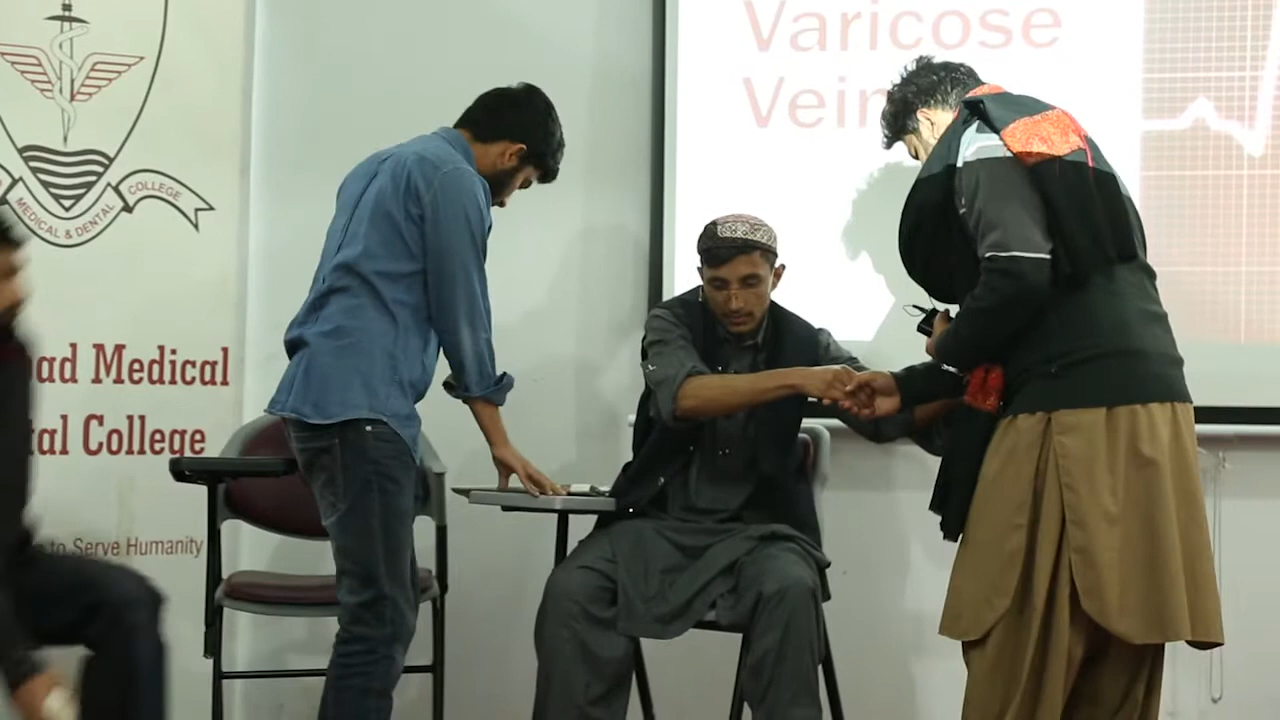 MEDICAL & DENTAL COLLEGE
ad Medical
tal College
to Serve Humanity
Varicose
Vein